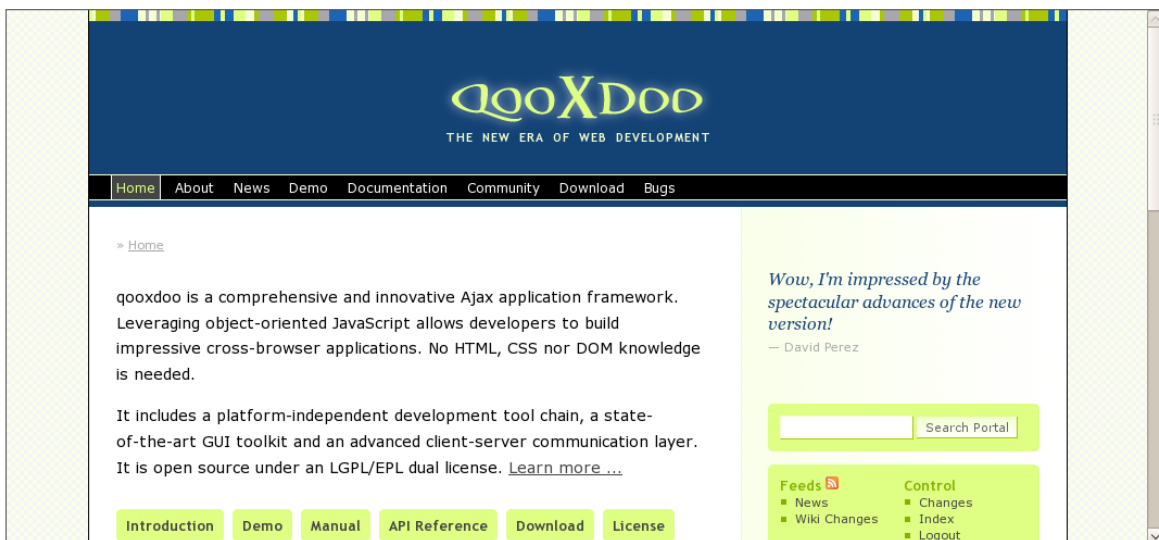 qooXDoo
THE NEW ERA OF WEB DEVELOPMENT
Home About News Demo Documentation Community Download Bugs
» Home
qooxdoo is a comprehensive and innovative Ajax application framework.
Leveraging object-oriented JavaScript allows developers to build
impressive cross-browser applications. No HTML, CSS nor DOM knowledge
is needed.
It includes a platform-independent development tool chain, a state-
of-the-art GUI toolkit and an advanced client-server communication layer.
It is open source under an LGPL/EPL dual license. Learn more ...
Introduction Demo Manual API Reference Download License
Wow, I'm impressed by the
spectacular advances of the new
version!
— David Perez
Search Portal
Feeds
News
Wiki Changes
Control
Changes
Index
Logout